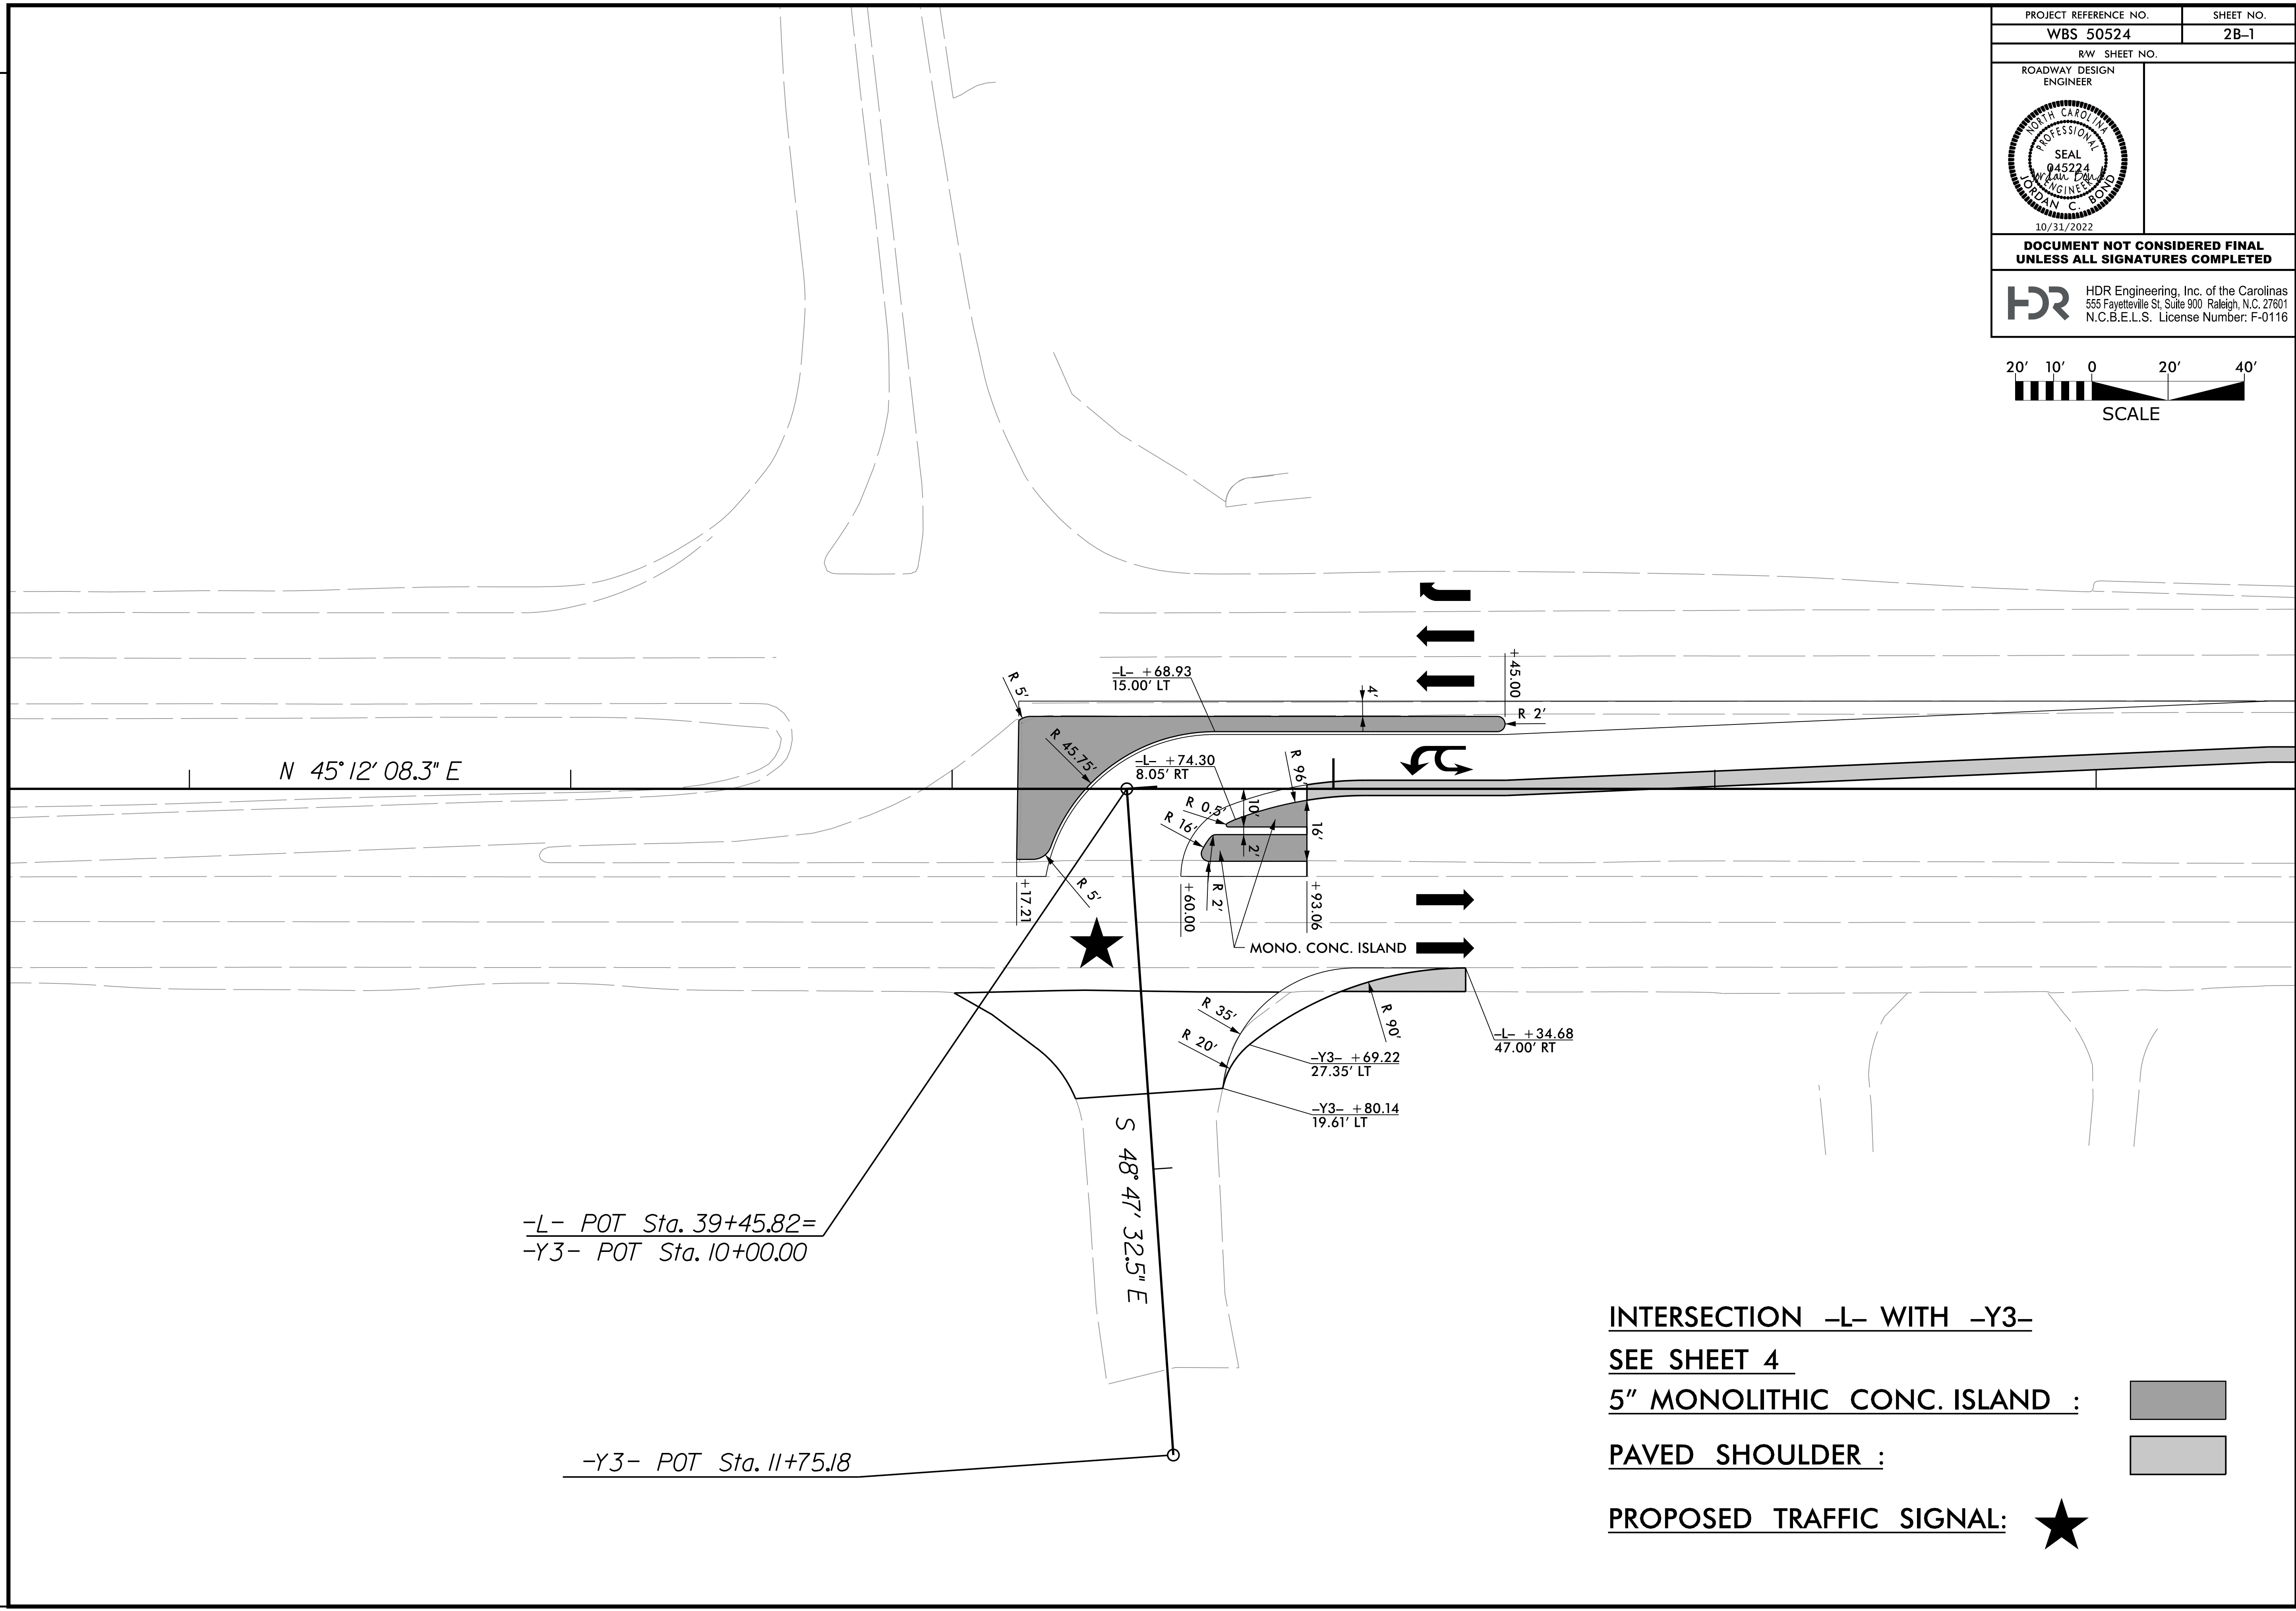 PROJECT REFERENCE NO. SHEET NO.
WBS 50524 2B–1
R/W SHEET NO.
ROADWAY DESIGN
ENGINEER
NORTH CAROLINA
PROFESSIONAL
SEAL
045224
Jordan Bond
ENGINEER
JORDAN C. BOND
10/31/2022
DOCUMENT NOT CONSIDERED FINAL
UNLESS ALL SIGNATURES COMPLETED
HDR
HDR Engineering, Inc. of the Carolinas
555 Fayetteville St, Suite 900 Raleigh, N.C. 27601
N.C.B.E.L.S. License Number: F-0116
20' 10' 0 20' 40'
SCALE
R 5'
–L– +68.93
15.00' LT
4'
+45.00
R 2'
R 45.75'
–L– +74.30
8.05' RT
R 96'
N 45° 12' 08.3" E
R 0.5'
10'
R 16'
2'
16'
+17.21
R 5'
+60.00
R 2'
+93.06
MONO. CONC. ISLAND
R 35'
R 20'
R 90'
–L– +34.68
47.00' RT
–Y3– +69.22
27.35' LT
–Y3– +80.14
19.61' LT
S 48° 47' 32.5" E
-L- POT Sta. 39+45.82=
-Y3- POT Sta. 10+00.00
-Y3- POT Sta. 11+75.18
INTERSECTION –L– WITH –Y3–
SEE SHEET 4
5" MONOLITHIC CONC. ISLAND :
PAVED SHOULDER :
PROPOSED TRAFFIC SIGNAL: